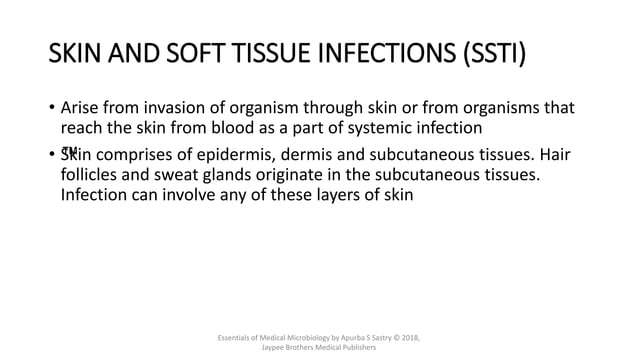 SKIN AND SOFT TISSUE INFECTIONS (SSTI)
• Arise from invasion of organism through skin or from organisms that
reach the skin from blood as a part of systemic infection
TM
• Skin comprises of epidermis, dermis and subcutaneous tissues. Hair
follicles and sweat glands originate in the subcutaneous tissues.
Infection can involve any of these layers of skin
Essentials of Medical Microbiology by Apurba S Sastry © 2018,
Jaypee Brothers Medical Publishers